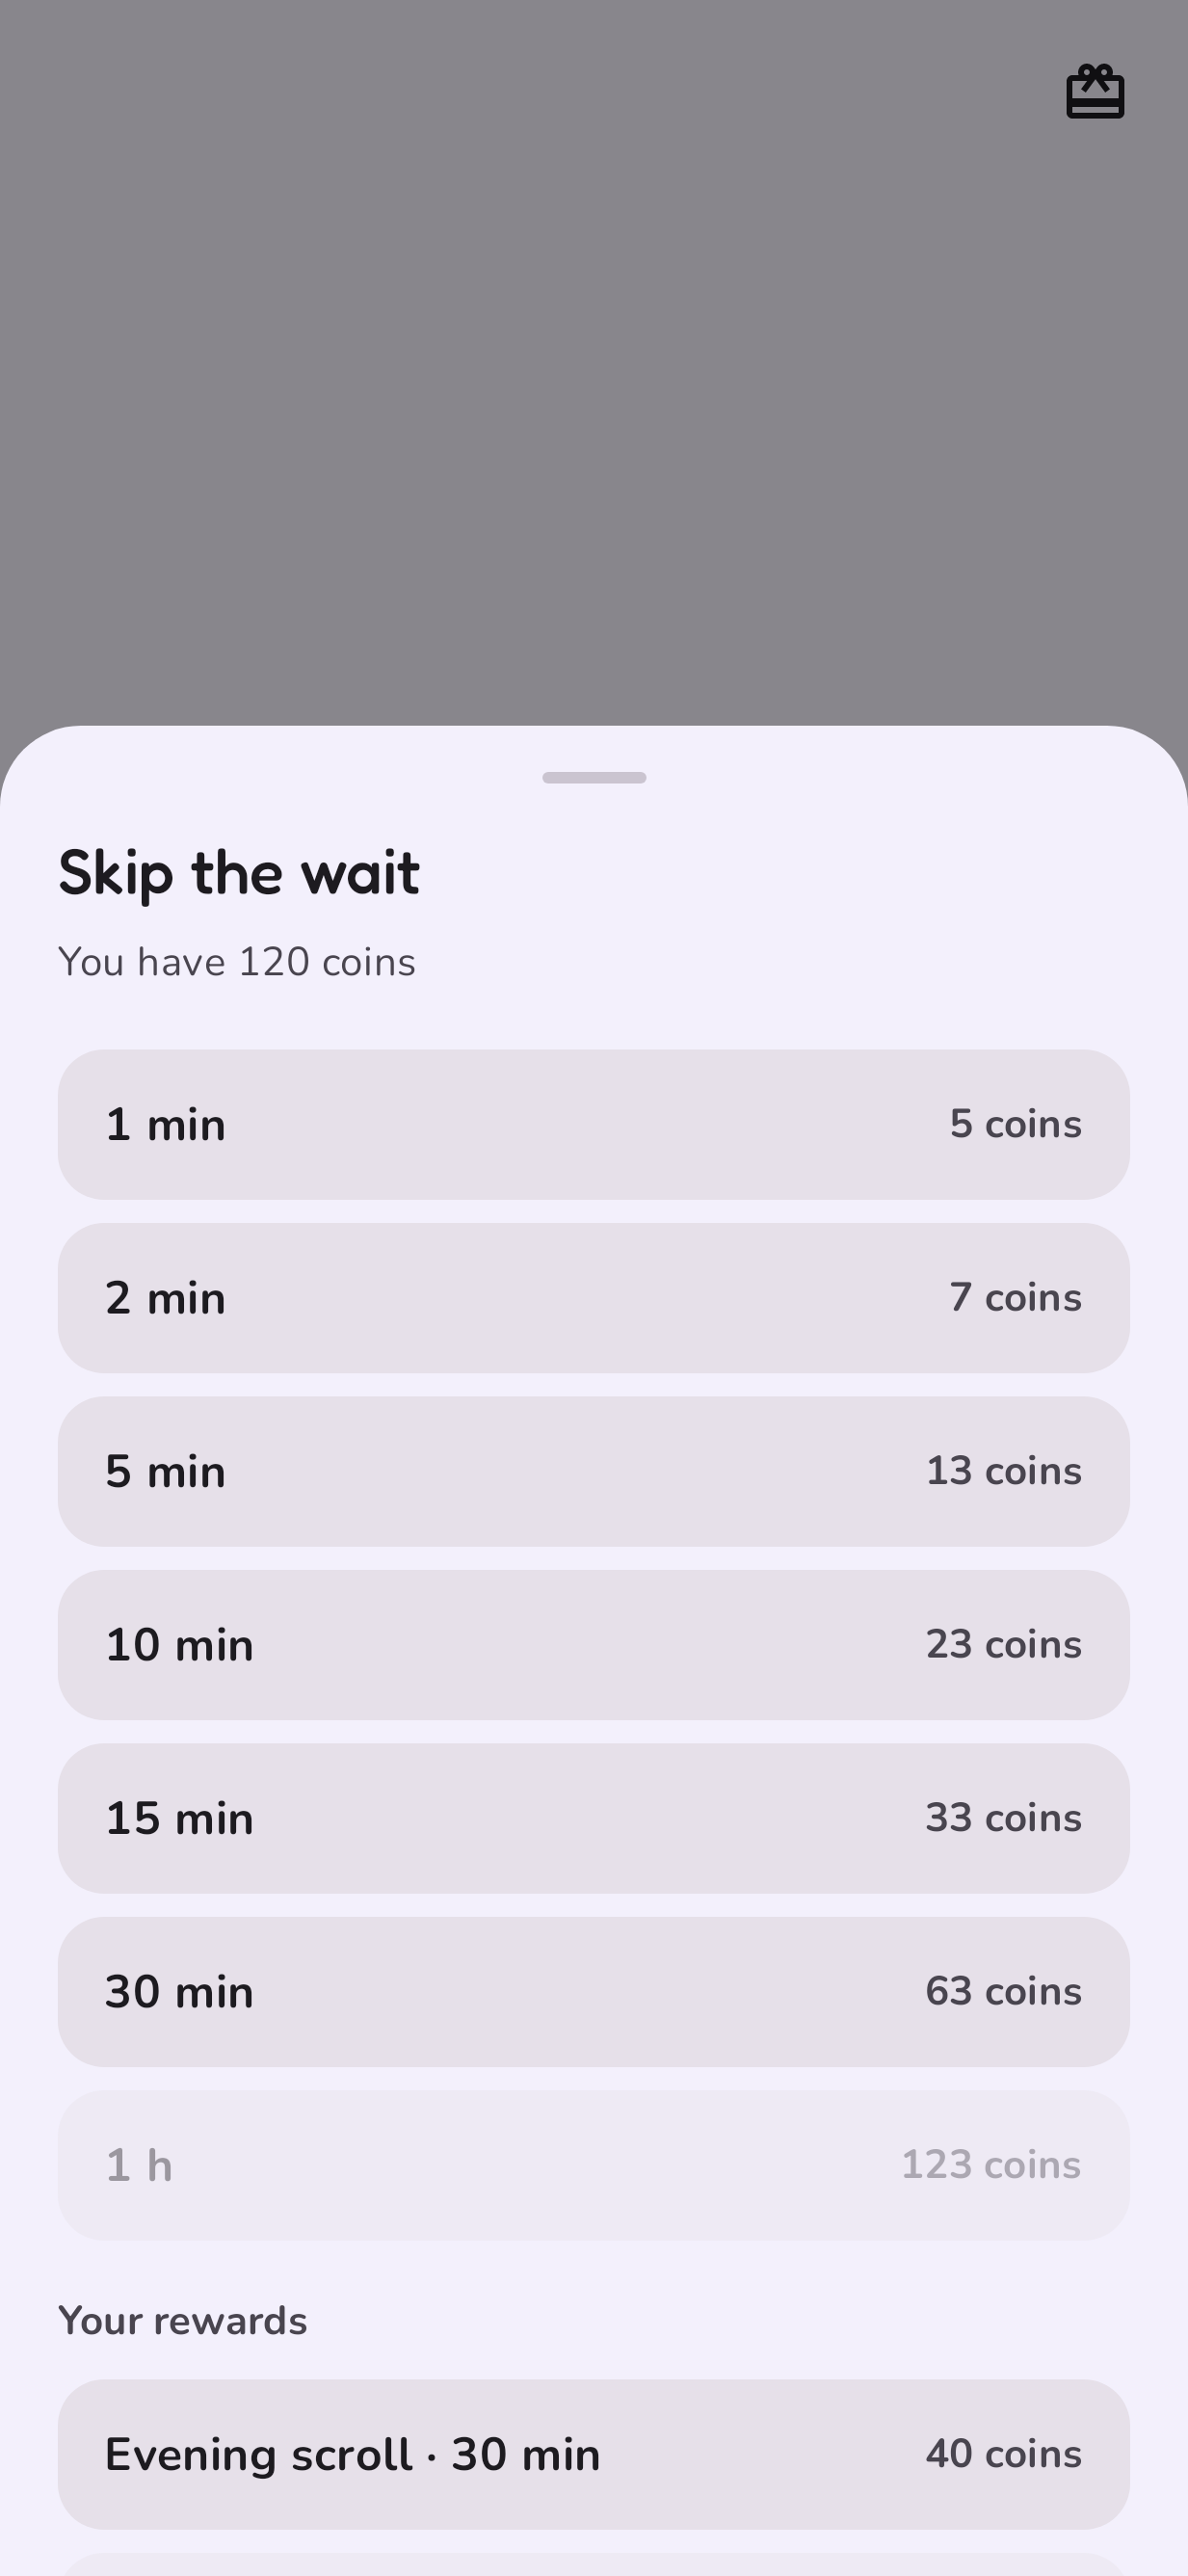 Skip the wait
You have 120 coins
1 min 5 coins
2 min 7 coins
5 min 13 coins
10 min 23 coins
15 min 33 coins
30 min 63 coins
1 h 123 coins
Your rewards
Evening scroll · 30 min 40 coins